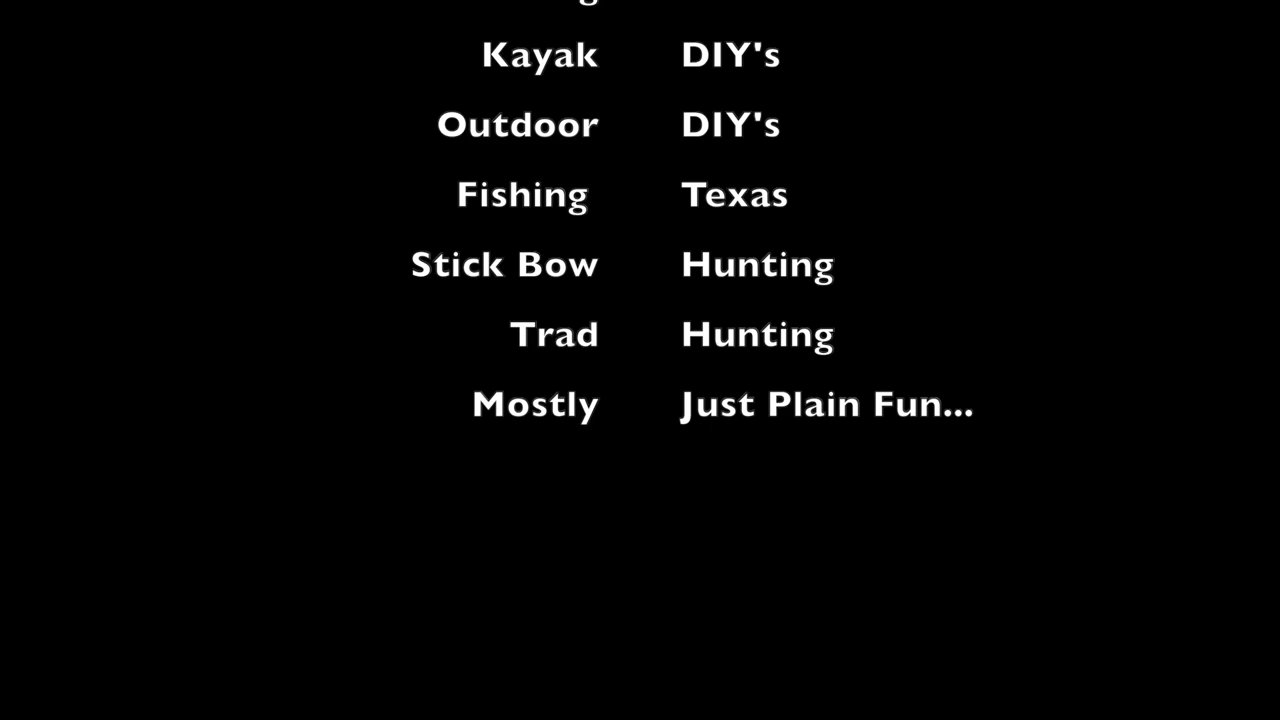 Kayak DIY's
Outdoor DIY's
Fishing Texas
Stick Bow Hunting
Trad Hunting
Mostly Just Plain Fun...